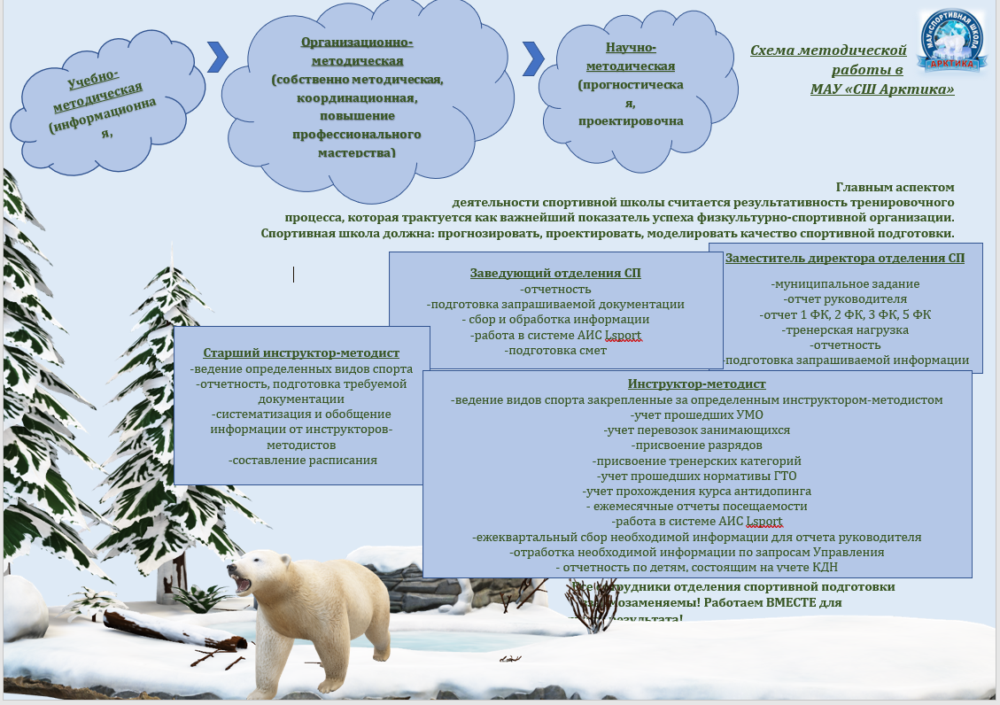 Учебно-
методическая
(информационна
я,
Организационно-
методическая
(собственно методическая,
координационная,
повышение
профессионального
мастерства)
Научно-
методическая
(прогностическа
я,
проектировочна
Схема методической
работы в
МАУ «СШ Арктика»
МАУ СПОРТИВНАЯ ШКОЛА
АРКТИКА
Главным аспектом
деятельности спортивной школы считается результативность тренировочного
процесса, которая трактуется как важнейший показатель успеха физкультурно-спортивной организации.
Спортивная школа должна: прогнозировать, проектировать, моделировать качество спортивной подготовки.
Заместитель директора отделения СП
-муниципальное задание
-отчет руководителя
-отчет 1 ФК, 2 ФК, 3 ФК, 5 ФК
-тренерская нагрузка
-отчетность
-подготовка запрашиваемой информации
Заведующий отделения СП
-отчетность
-подготовка запрашиваемой документации
- сбор и обработка информации
-работа в системе АИС Lsport
-подготовка смет
Старший инструктор-методист
-ведение определенных видов спорта
-отчетность, подготовка требуемой
документации
-систематизация и обобщение
информации от инструкторов-
методистов
-составление расписания
Инструктор-методист
-ведение видов спорта закрепленные за определенным инструктором-методистом
-учет прошедших УМО
-учет перевозок занимающихся
-присвоение разрядов
-присвоение тренерских категорий
-учет прошедших нормативы ГТО
-учет прохождения курса антидопинга
- ежемесячные отчеты посещаемости
-работа в системе АИС Lsport
-ежеквартальный сбор необходимой информации для отчета руководителя
-отработка необходимой информации по запросам Управления
- отчетность по детям, состоящим на учете КДН
Все сотрудники отделения спортивной подготовки
взаимозаменяемы! Работаем ВМЕСТЕ для
результата!